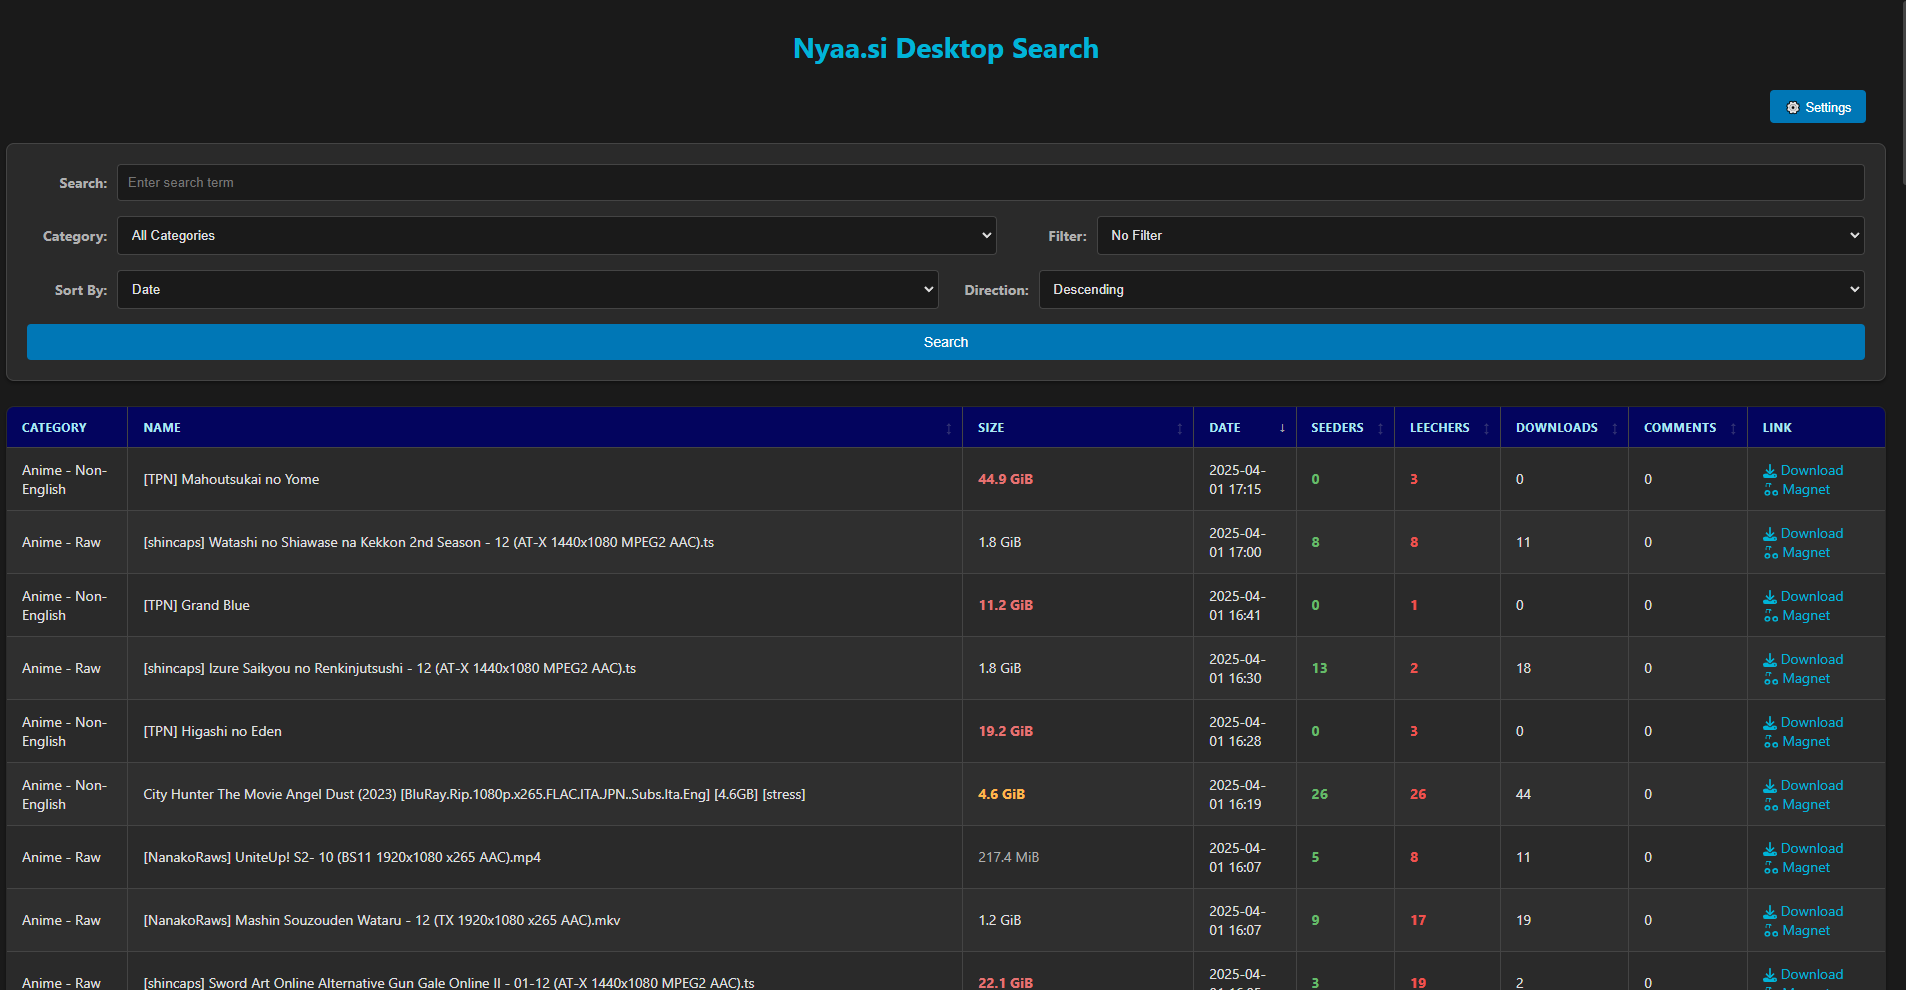 Nyaa.si Desktop Search
Settings
Search: Enter search term
Category: All Categories Filter: No Filter
Sort By: Date Direction: Descending
Search
CATEGORY NAME SIZE DATE SEEDERS LEECHERS DOWNLOADS COMMENTS LINK
Anime - Non-English [TPN] Mahoutsukai no Yome 44.9 GiB 2025-04-01 17:15 0 3 0 0 Download Magnet
Anime - Raw [shincaps] Watashi no Shiawase na Kekkon 2nd Season - 12 (AT-X 1440x1080 MPEG2 AAC).ts 1.8 GiB 2025-04-01 17:00 8 8 11 0 Download Magnet
Anime - Non-English [TPN] Grand Blue 11.2 GiB 2025-04-01 16:41 0 1 0 0 Download Magnet
Anime - Raw [shincaps] Izure Saikyou no Renkinjutsushi - 12 (AT-X 1440x1080 MPEG2 AAC).ts 1.8 GiB 2025-04-01 16:30 13 2 18 0 Download Magnet
Anime - Non-English [TPN] Higashi no Eden 19.2 GiB 2025-04-01 16:28 0 3 0 0 Download Magnet
Anime - Non-English City Hunter The Movie Angel Dust (2023) [BluRay.Rip.1080p.x265.FLAC.ITA.JPN..Subs.Ita.Eng] [4.6GB] [stress] 4.6 GiB 2025-04-01 16:19 26 26 44 0 Download Magnet
Anime - Raw [NanakoRaws] UniteUp! S2- 10 (BS11 1920x1080 x265 AAC).mp4 217.4 MiB 2025-04-01 16:07 5 8 11 0 Download Magnet
Anime - Raw [NanakoRaws] Mashin Souzouden Wataru - 12 (TX 1920x1080 x265 AAC).mkv 1.2 GiB 2025-04-01 16:07 9 17 19 0 Download Magnet
Anime - Raw [shincaps] Sword Art Online Alternative Gun Gale Online II - 01-12 (AT-X 1440x1080 MPEG2 AAC).ts 22.1 GiB 2025-04- 3 19 2 0 Download